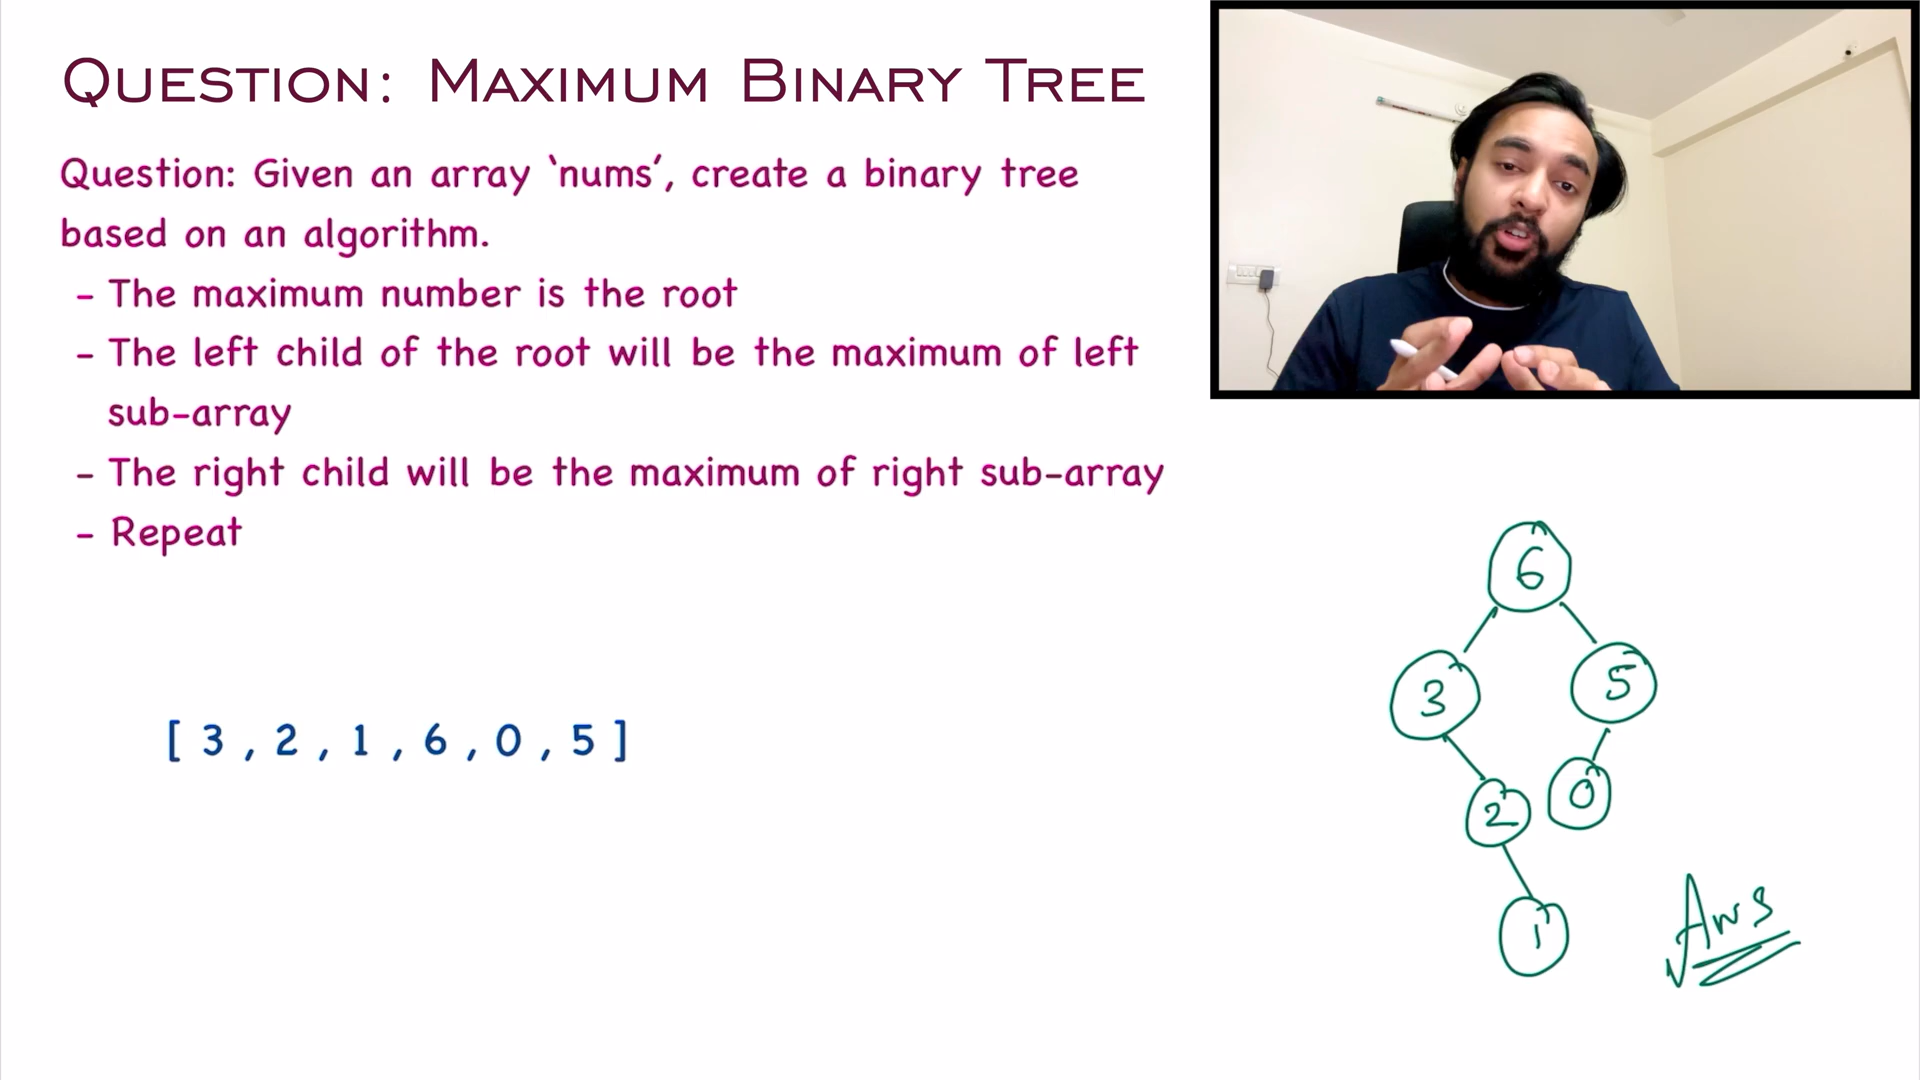 QUESTION: MAXIMUM BINARY TREE
Question: Given an array ‘nums’, create a binary tree
based on an algorithm.
- The maximum number is the root
- The left child of the root will be the maximum of left
sub-array
- The right child will be the maximum of right sub-array
- Repeat
[ 3 , 2 , 1 , 6 , 0 , 5 ]
6
3
5
2
0
1
Ans